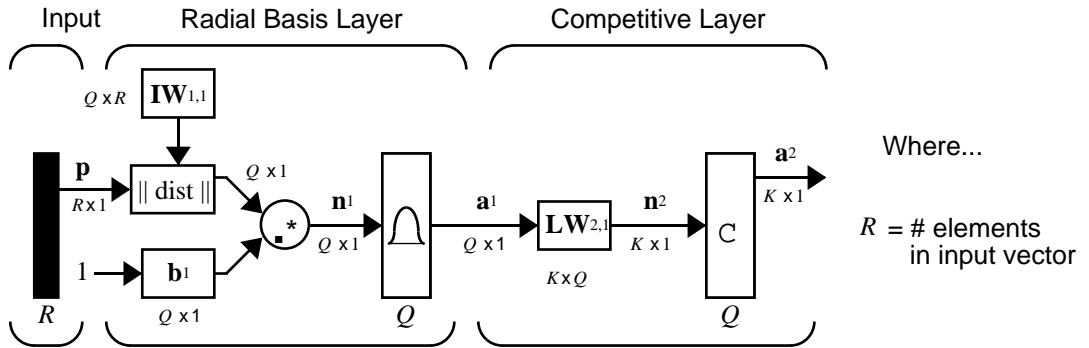 Input
Radial Basis Layer
Competitive Layer
Q x R
IW1,1
p
R x 1
|| dist ||
Q x 1
.*
1
b1
Q x 1
R
n1
Q x 1
Q
a1
Q x 1
LW2,1
K x Q
n2
K x 1
C
Q
a2
K x 1
Where...
R = # elements
in input vector